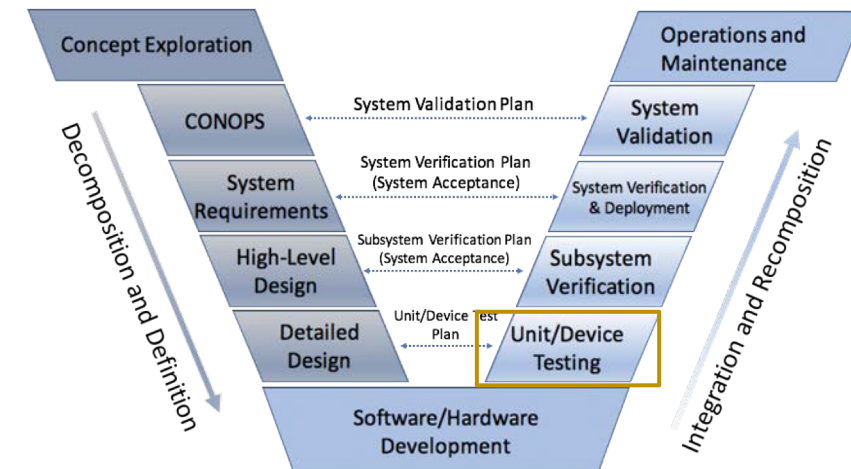 Concept Exploration
Operations and
Maintenance
CONOPS
System Validation Plan
System
Validation
System
Requirements
System Verification Plan
(System Acceptance)
System Verification
& Deployment
High-Level
Design
Subsystem Verification Plan
(System Acceptance)
Subsystem
Verification
Detailed
Design
Unit/Device Test
Plan
Unit/Device
Testing
Software/Hardware
Development
Decomposition and Definition
Integration and Recomposition